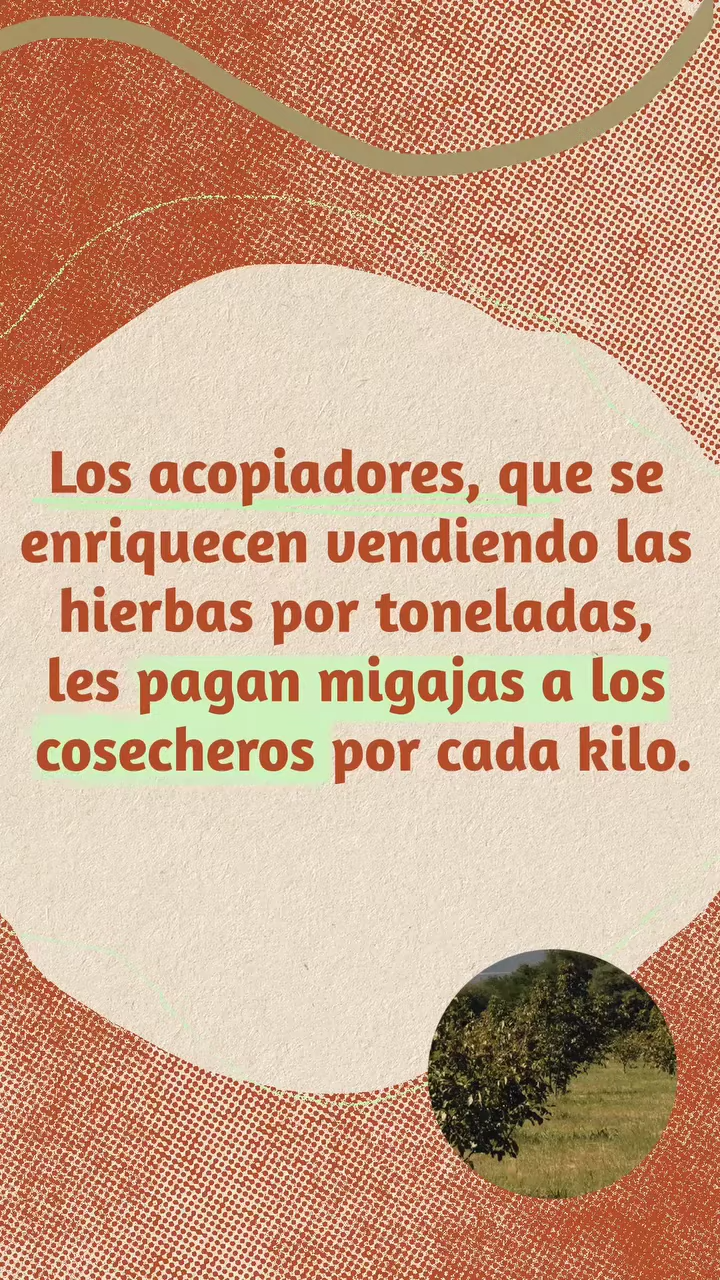 Los acopiadores, que se
enriquecen vendiendo las
hierbas por toneladas,
les pagan migajas a los
cosecheros por cada kilo.